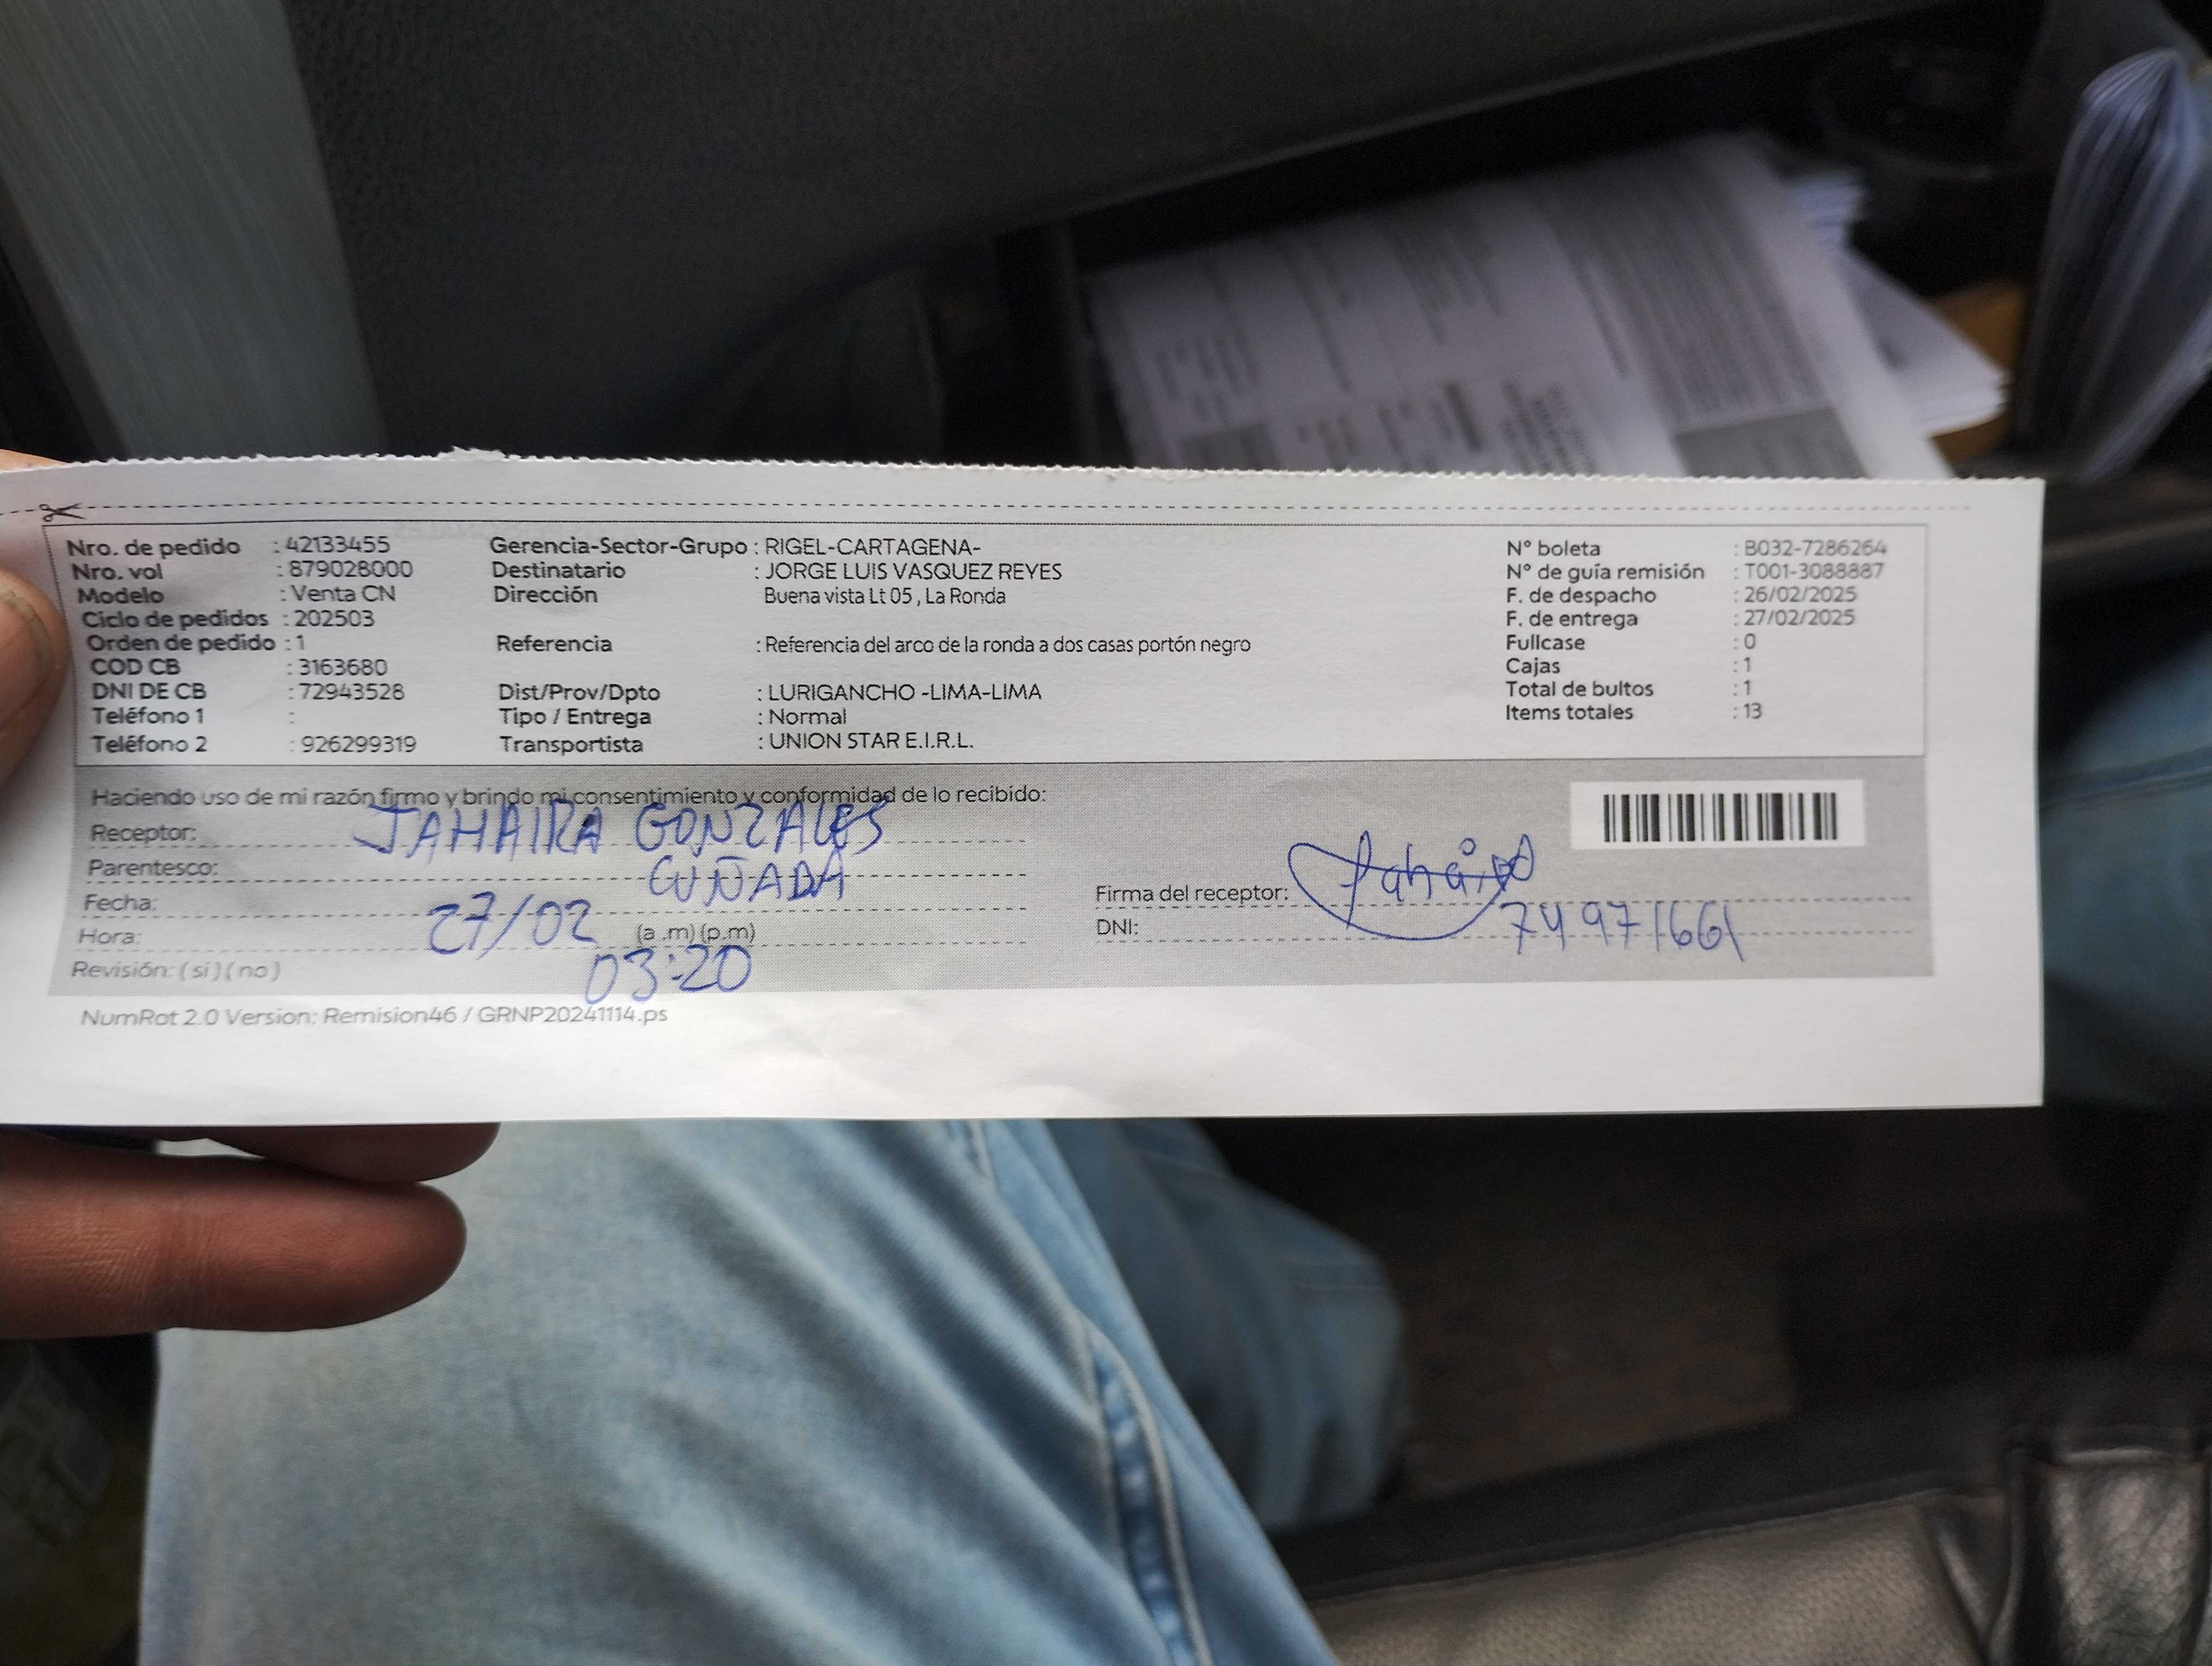 Nro. de pedido : 42133455 Gerencia-Sector-Grupo : RIGEL-CARTAGENA- N° boleta : B032-7286264
Nro. vol : 879028000 Destinatario : JORGE LUIS VASQUEZ REYES N° de guía remisión : T001-3088887
Modelo : Venta CN Dirección Buena vista Lt 05 , La Ronda F. de despacho : 26/02/2025
Ciclo de pedidos : 202503 F. de entrega : 27/02/2025
Orden de pedido : 1 Referencia : Referencia del arco de la ronda a dos casas portón negro Fullcase : 0
COD CB : 3163680 Cajas : 1
DNI DE CB : 72943528 Dist/Prov/Dpto : LURIGANCHO -LIMA-LIMA Total de bultos : 1
Teléfono 1 : Tipo / Entrega : Normal Items totales : 13
Teléfono 2 : 926299319 Transportista : UNION STAR E.I.R.L.
Haciendo uso de mi razón firmo y brindo mi consentimiento y conformidad de lo recibido:
Receptor: JAHAIRA GONZALES
Parentesco: CUÑADA
Fecha: 27/02 Firma del receptor: Jahaira
Hora: (a .m) (p.m) 03:20 DNI: 74971661
Revisión: ( si ) ( no )
NumRot 2.0 Version: Remision46 / GRNP20241114.ps